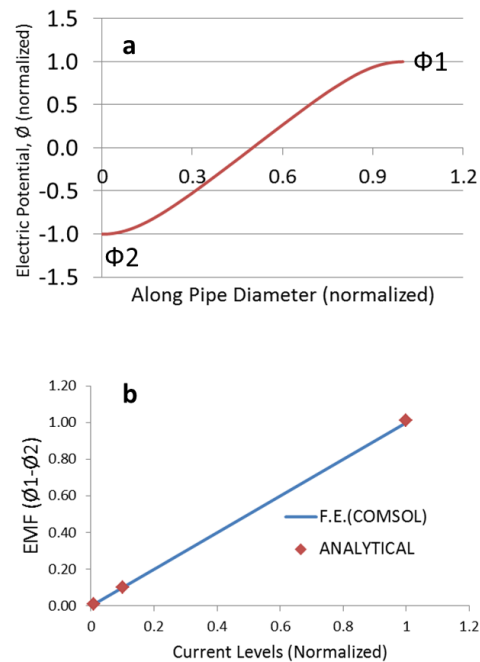 a
1.5
1.0
0.5
0.0
-0.5
-1.0
-1.5
0
0.3
0.6
0.9
1.2
Φ1
Φ2
Electric Potential, Ø (normalized)
Along Pipe Diameter (normalized)
b
1.20
1.00
0.80
0.60
0.40
0.20
0.00
0
0.2
0.4
0.6
0.8
1
1.2
EMF (Ø1-Ø2)
F.E.(COMSOL)
ANALYTICAL
Current Levels (Normalized)